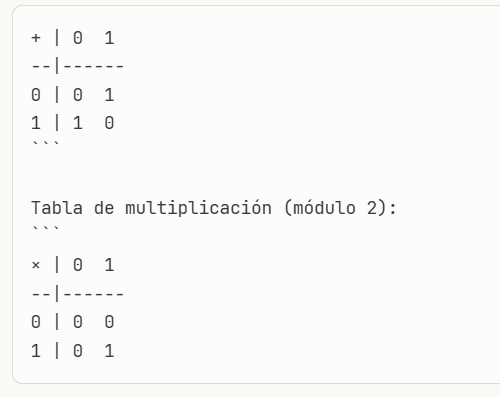 + | 0  1
--|------
0 | 0  1
1 | 1  0
```
Tabla de multiplicación (módulo 2):
```
× | 0  1
--|------
0 | 0  0
1 | 0  1